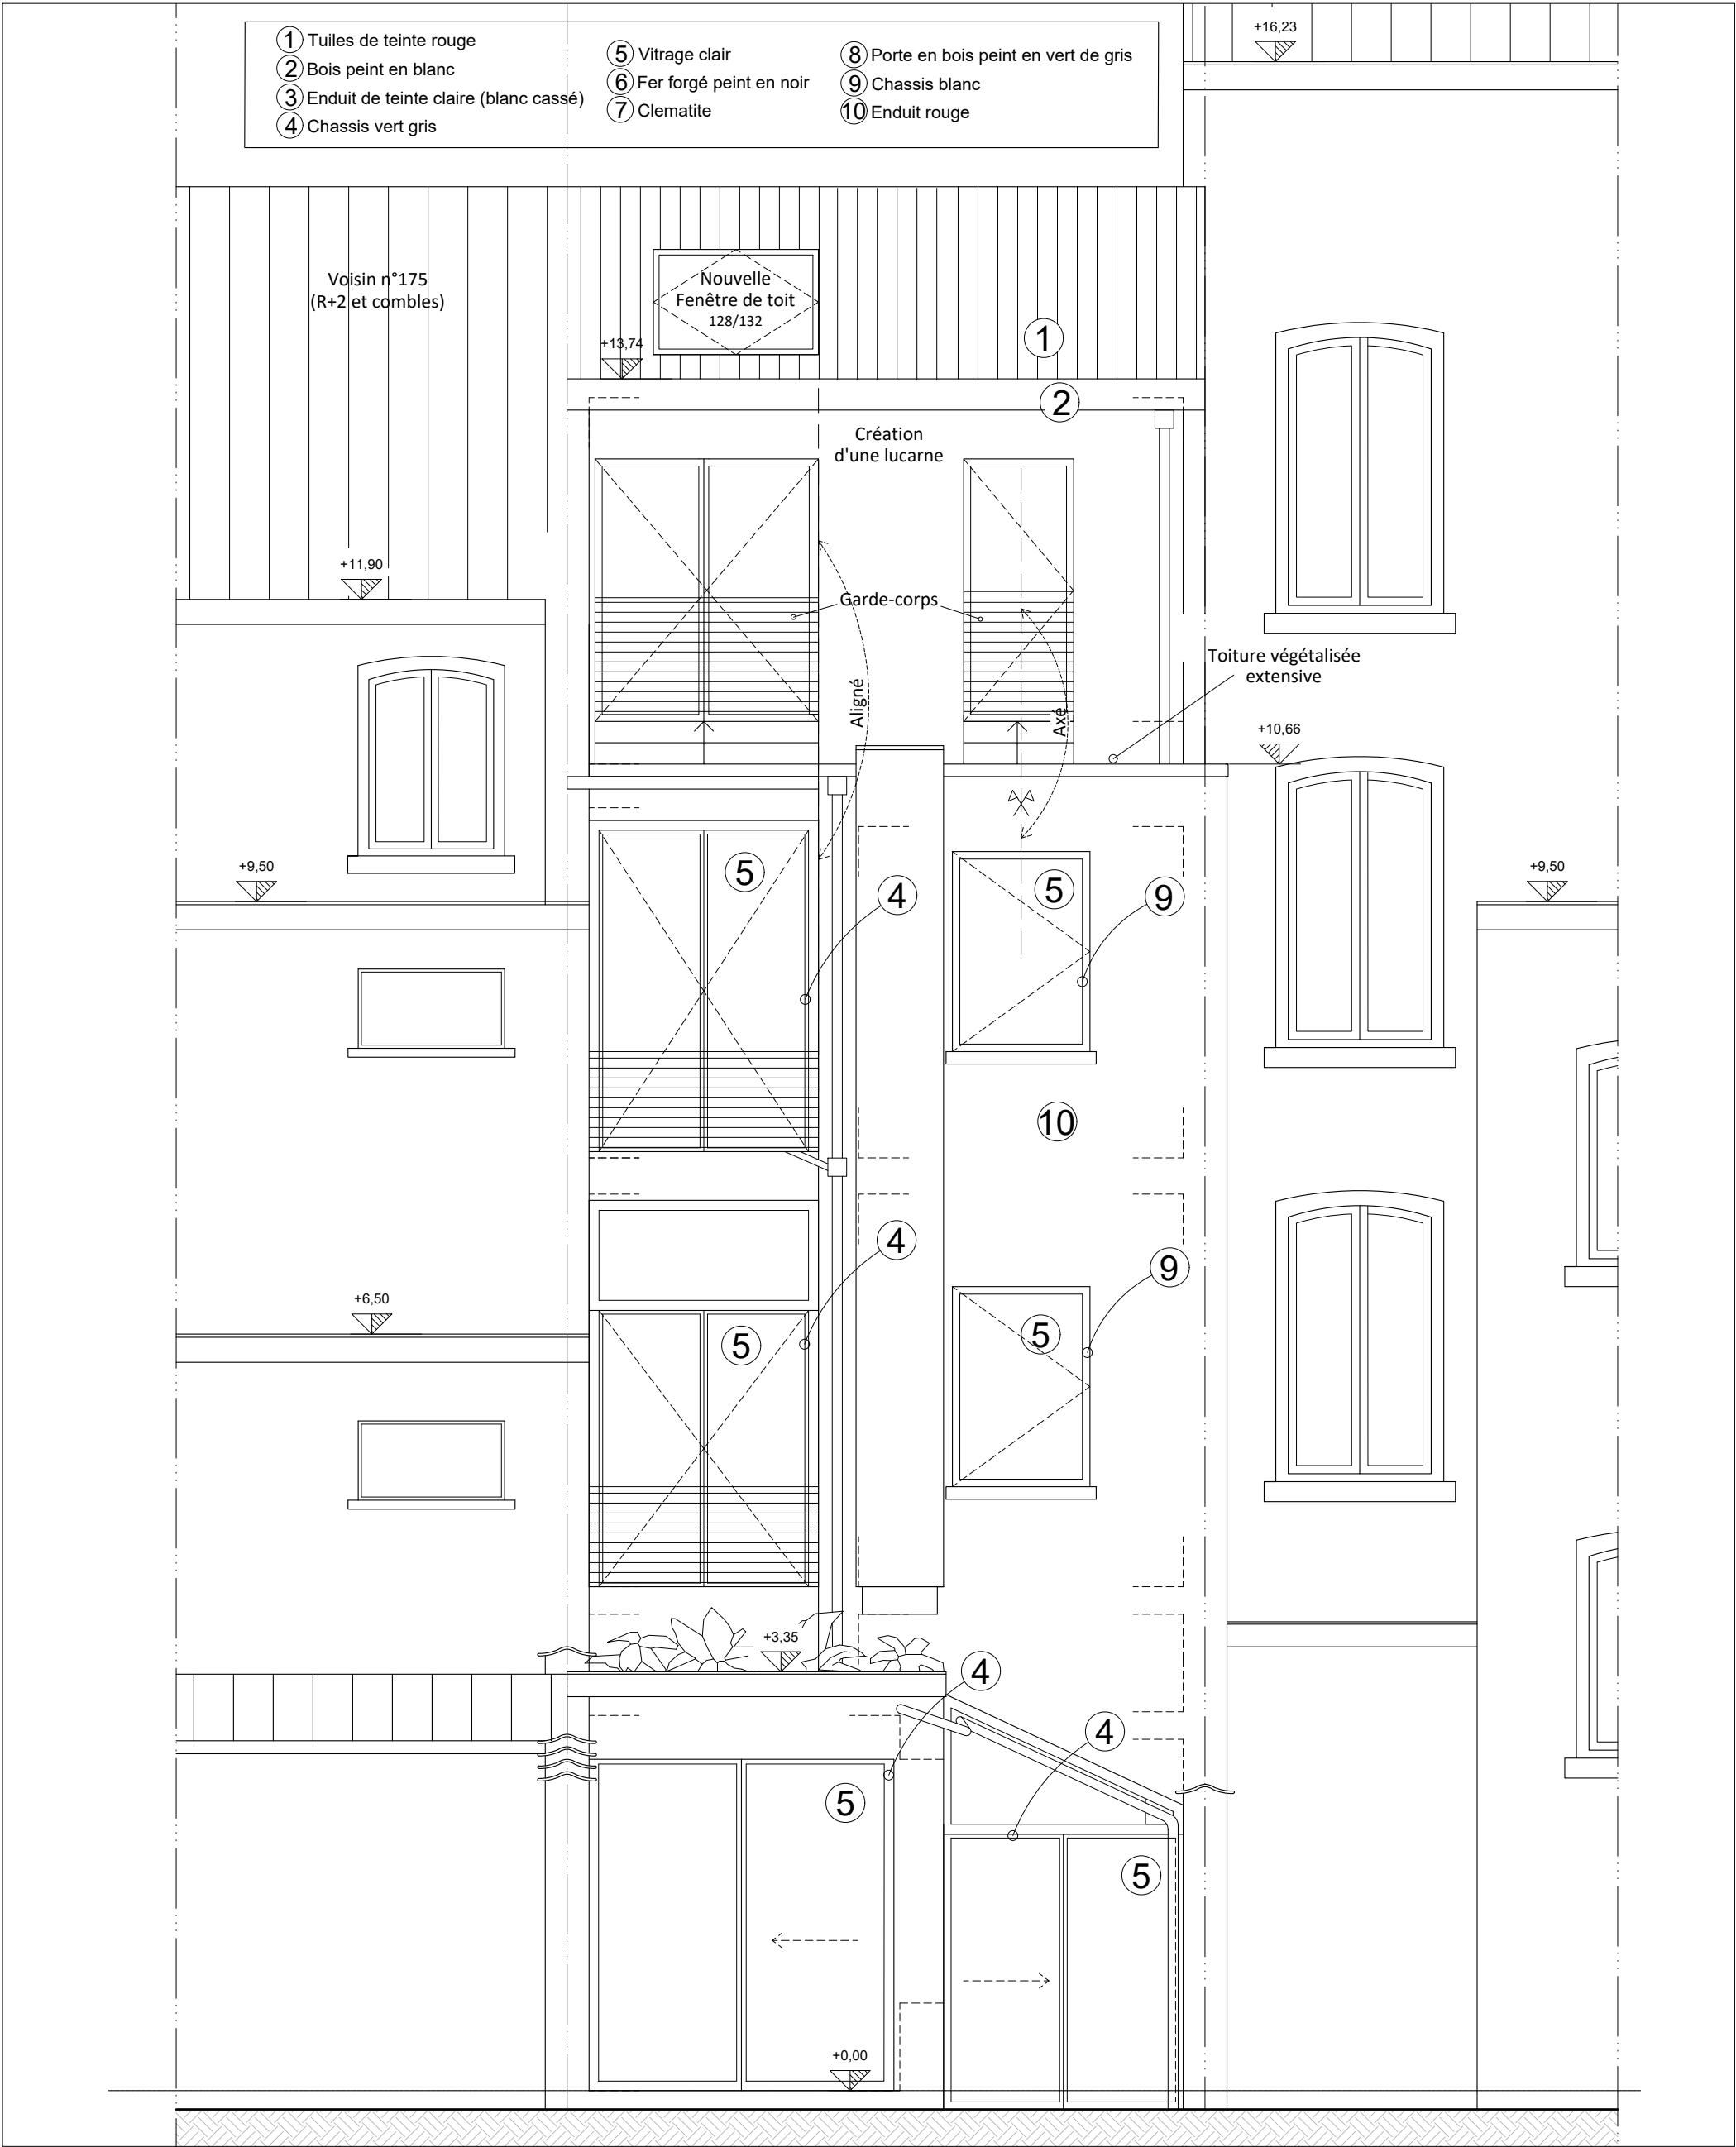 1 Tuiles de teinte rouge
2 Bois peint en blanc
3 Enduit de teinte claire (blanc cassé)
4 Chassis vert gris
5 Vitrage clair
6 Fer forgé peint en noir
7 Clematite
8 Porte en bois peint en vert de gris
9 Chassis blanc
10 Enduit rouge
+16,23
Voisin n°175
(R+2 et combles)
Nouvelle
Fenêtre de toit
128/132
+13,74
1
2
Création
d'une lucarne
+11,90
Garde-corps
Aligné
Axé
Toiture végétalisée
extensive
+10,66
+9,50
5
4
5
9
+9,50
10
4
9
+6,50
5
5
+3,35
4
4
5
5
+0,00